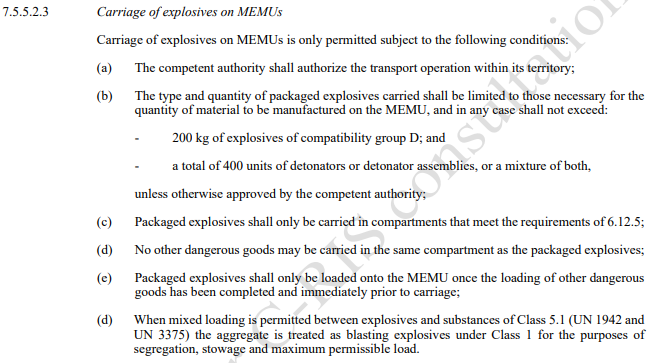 7.5.5.2.3 Carriage of explosives on MEMUs
Carriage of explosives on MEMUs is only permitted subject to the following conditions:
(a) The competent authority shall authorize the transport operation within its territory;
(b) The type and quantity of packaged explosives carried shall be limited to those necessary for the
quantity of material to be manufactured on the MEMU, and in any case shall not exceed:
- 200 kg of explosives of compatibility group D; and
- a total of 400 units of detonators or detonator assemblies, or a mixture of both,
unless otherwise approved by the competent authority;
(c) Packaged explosives shall only be carried in compartments that meet the requirements of 6.12.5;
(d) No other dangerous goods may be carried in the same compartment as the packaged explosives;
(e) Packaged explosives shall only be loaded onto the MEMU once the loading of other dangerous
goods has been completed and immediately prior to carriage;
(d) When mixed loading is permitted between explosives and substances of Class 5.1 (UN 1942 and
UN 3375) the aggregate is treated as blasting explosives under Class 1 for the purposes of
segregation, stowage and maximum permissible load.
C-RIS consultation